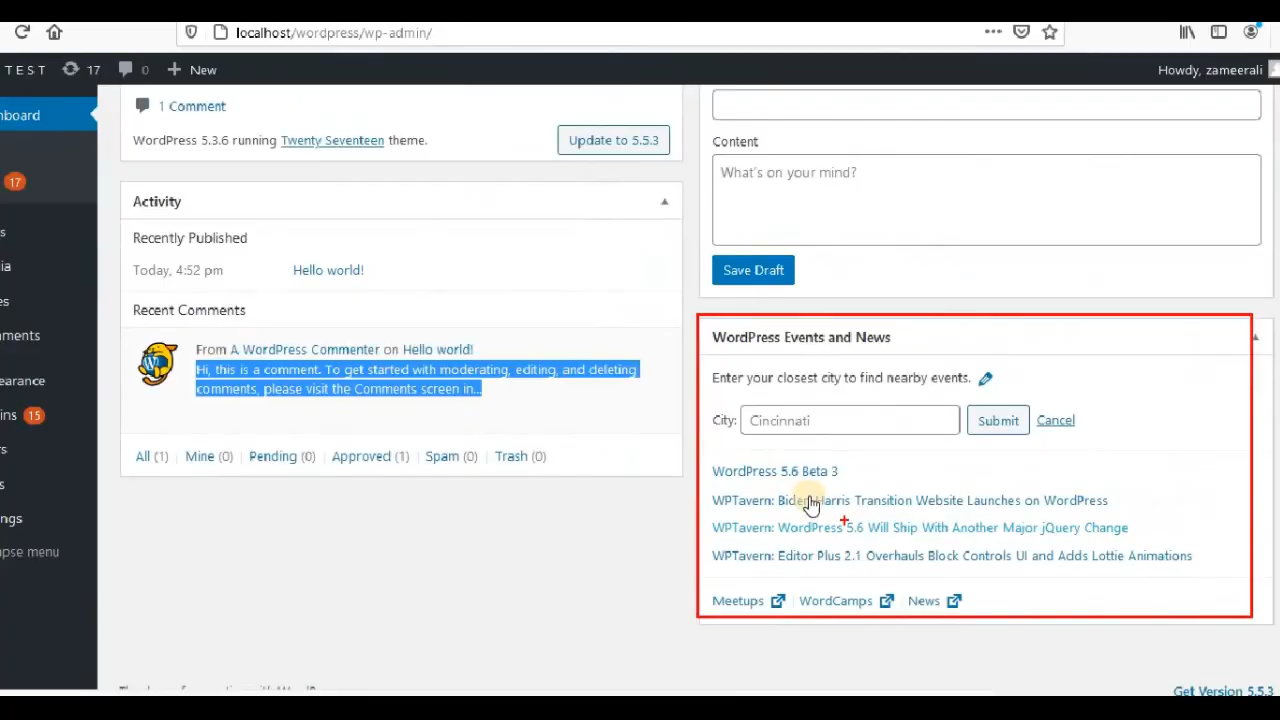 localhost/wordpress/wp-admin/
TEST 17 0 New Howdy, zameerali
board
1 Comment
WordPress 5.3.6 running Twenty Seventeen theme. Update to 5.5.3
17
Activity
Recently Published
Today, 4:52 pm Hello world!
Recent Comments
From A WordPress Commenter on Hello world!
Hi, this is a comment. To get started with moderating, editing, and deleting
comments, please visit the Comments screen in...
All (1) Mine (0) Pending (0) Approved (1) Spam (0) Trash (0)
s
ia
es
ments
earance
ins 15
rs
s
ngs
pse menu
Content
What's on your mind?
Save Draft
WordPress Events and News
Enter your closest city to find nearby events.
City: Cincinnati Submit Cancel
WordPress 5.6 Beta 3
WPTavern: Biden-Harris Transition Website Launches on WordPress
WPTavern: WordPress 5.6 Will Ship With Another Major jQuery Change
WPTavern: Editor Plus 2.1 Overhauls Block Controls UI and Adds Lottie Animations
Meetups WordCamps News
Get Version 5.5.3